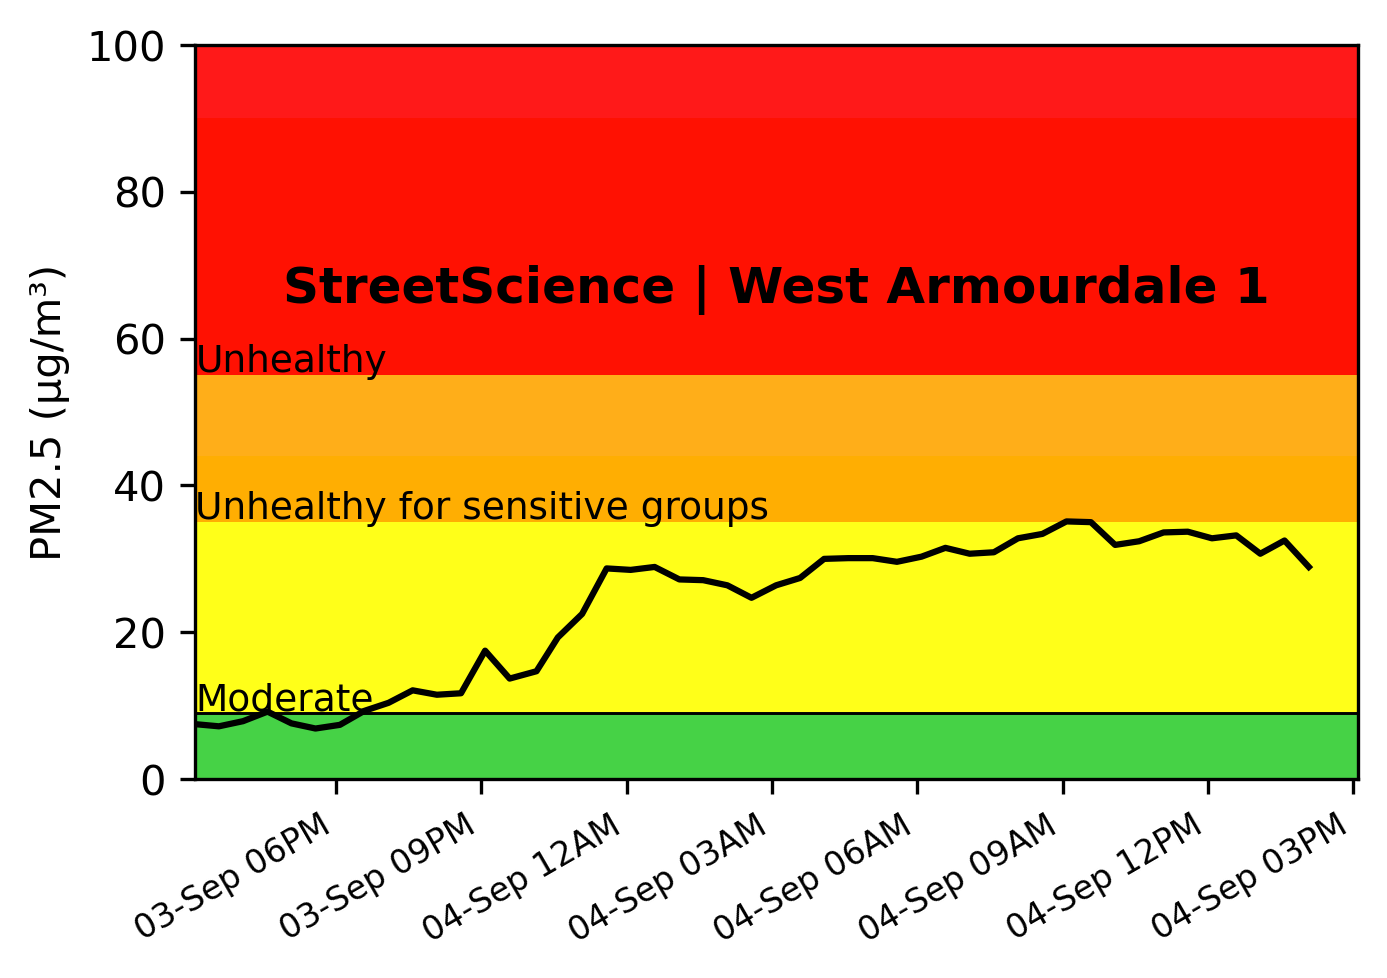 100
80
60
40
20
0
PM2.5 (µg/m³)
StreetScience | West Armourdale 1
Unhealthy
Unhealthy for sensitive groups
Moderate
03-Sep 06PM
03-Sep 09PM
04-Sep 12AM
04-Sep 03AM
04-Sep 06AM
04-Sep 09AM
04-Sep 12PM
04-Sep 03PM